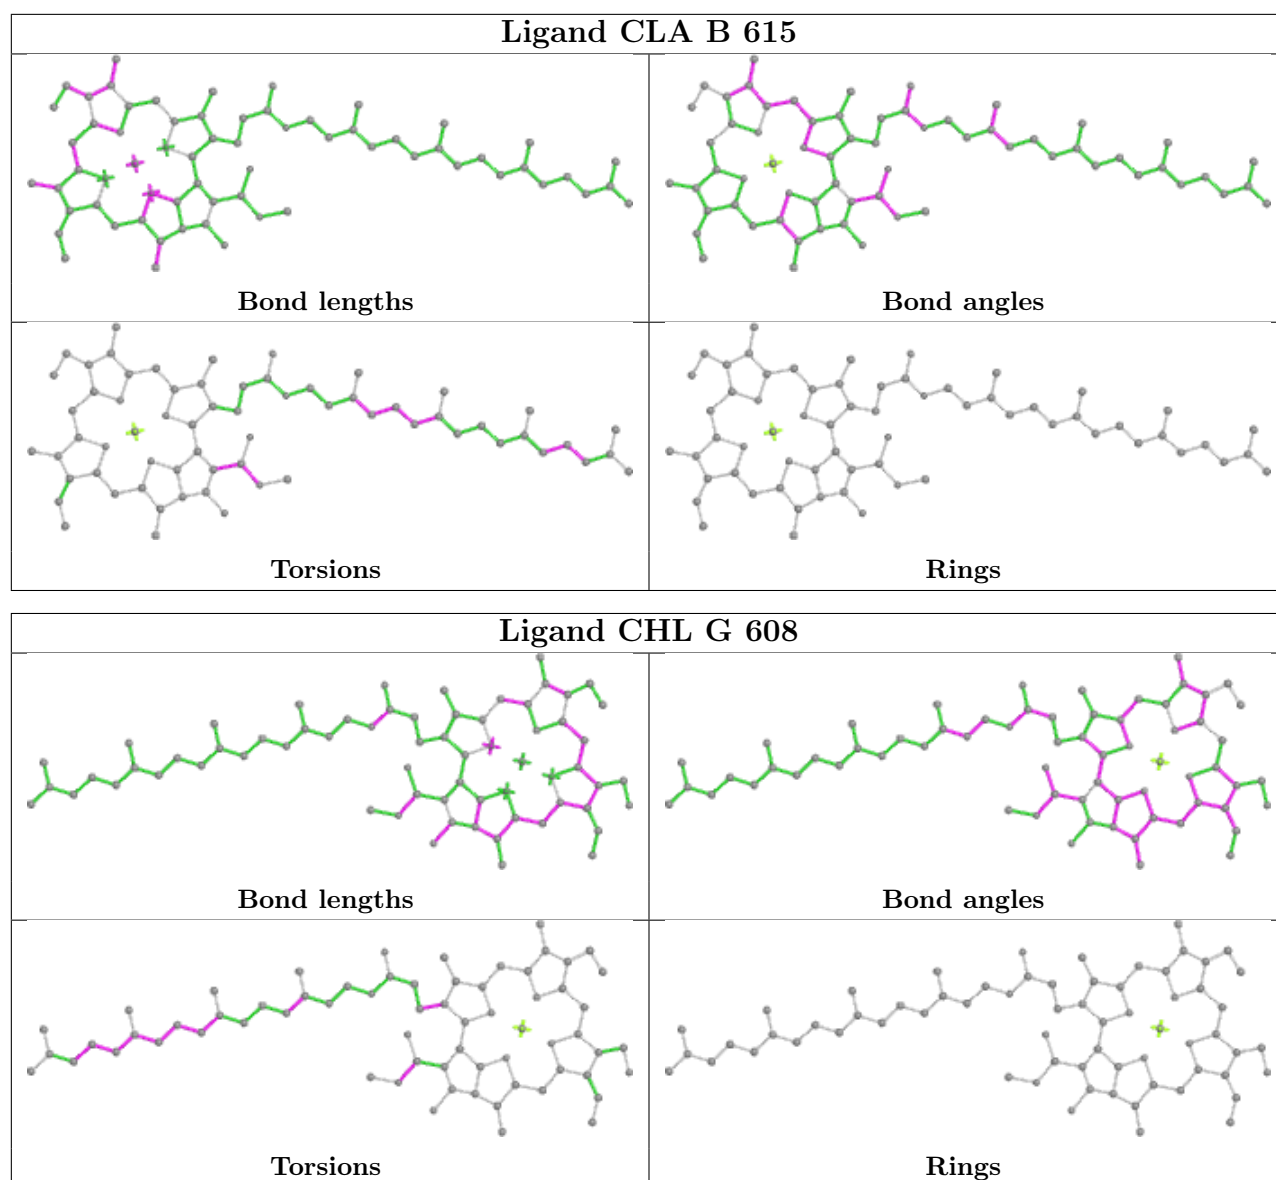 Ligand CLA B 615
Bond lengths
Bond angles
Torsions
Rings
Ligand CHL G 608
Bond lengths
Bond angles
Torsions
Rings